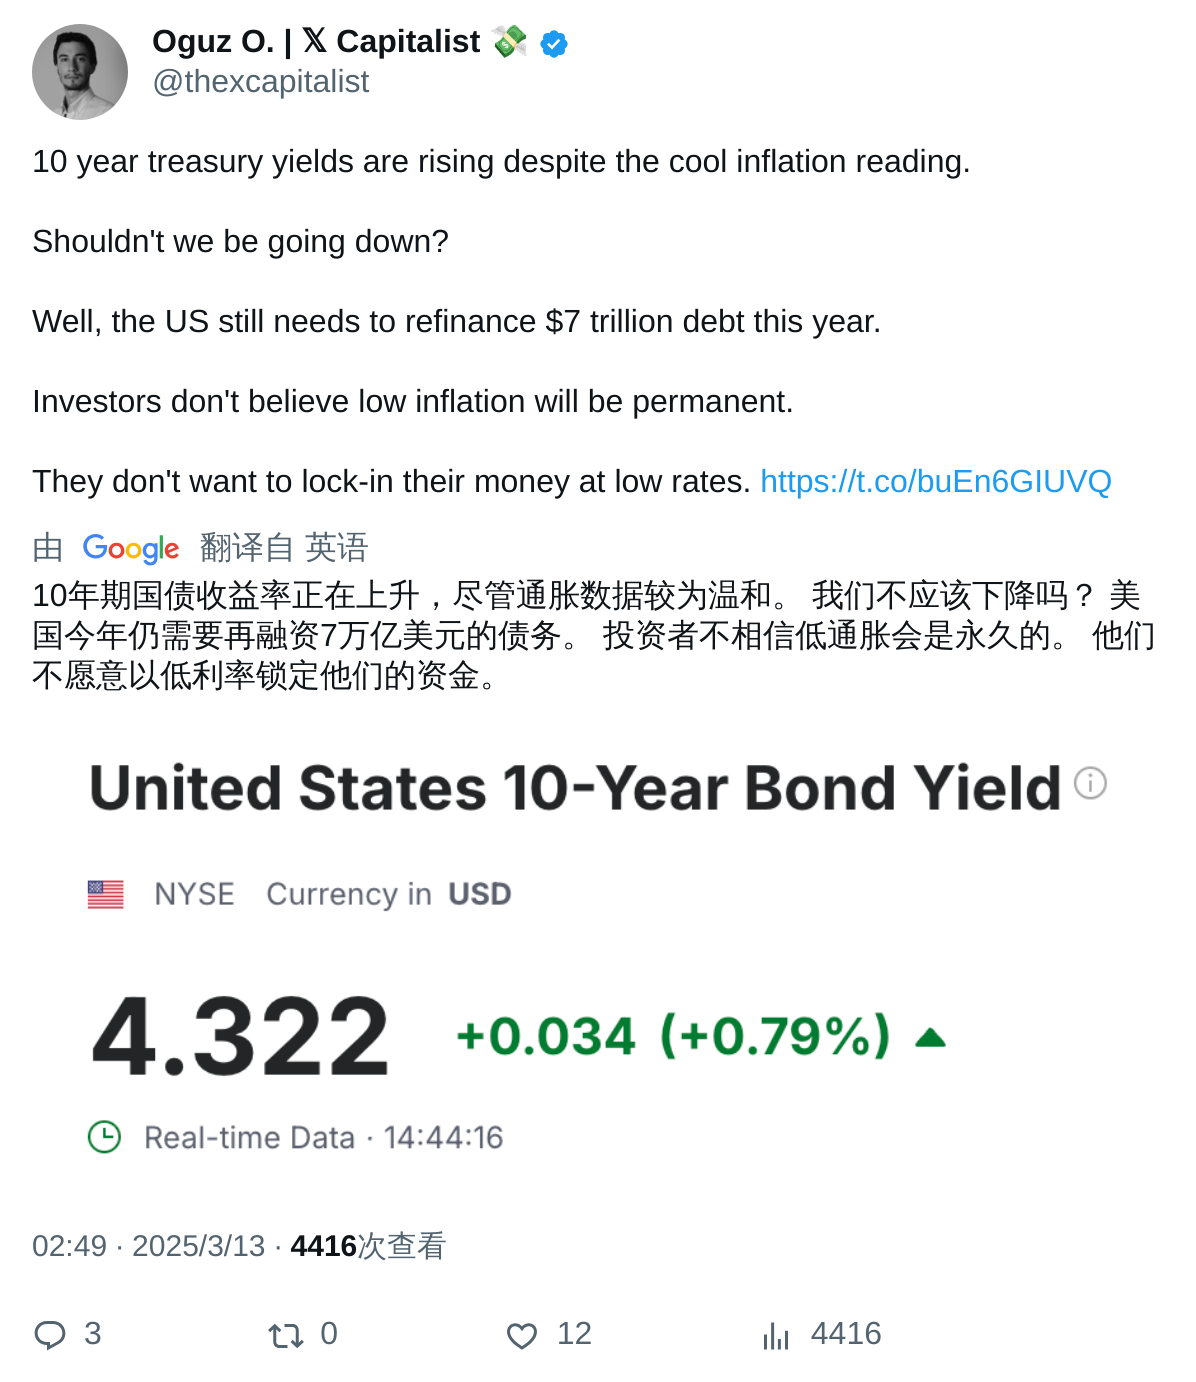 Oguz O. | 𝕏 Capitalist 💸
@thexcapitalist
10 year treasury yields are rising despite the cool inflation reading.
Shouldn't we be going down?
Well, the US still needs to refinance $7 trillion debt this year.
Investors don't believe low inflation will be permanent.
They don't want to lock-in their money at low rates. https://t.co/buEn6GIUVQ
由 Google 翻译自 英语
10年期国债收益率正在上升，尽管通胀数据较为温和。 我们不应该下降吗？ 美
国今年仍需要再融资7万亿美元的债务。 投资者不相信低通胀会是永久的。 他们
不愿意以低利率锁定他们的资金。
United States 10-Year Bond Yield
NYSE Currency in USD
4.322 +0.034 (+0.79%)
Real-time Data · 14:44:16
02:49 · 2025/3/13 · 4416次查看
3 0 12 4416